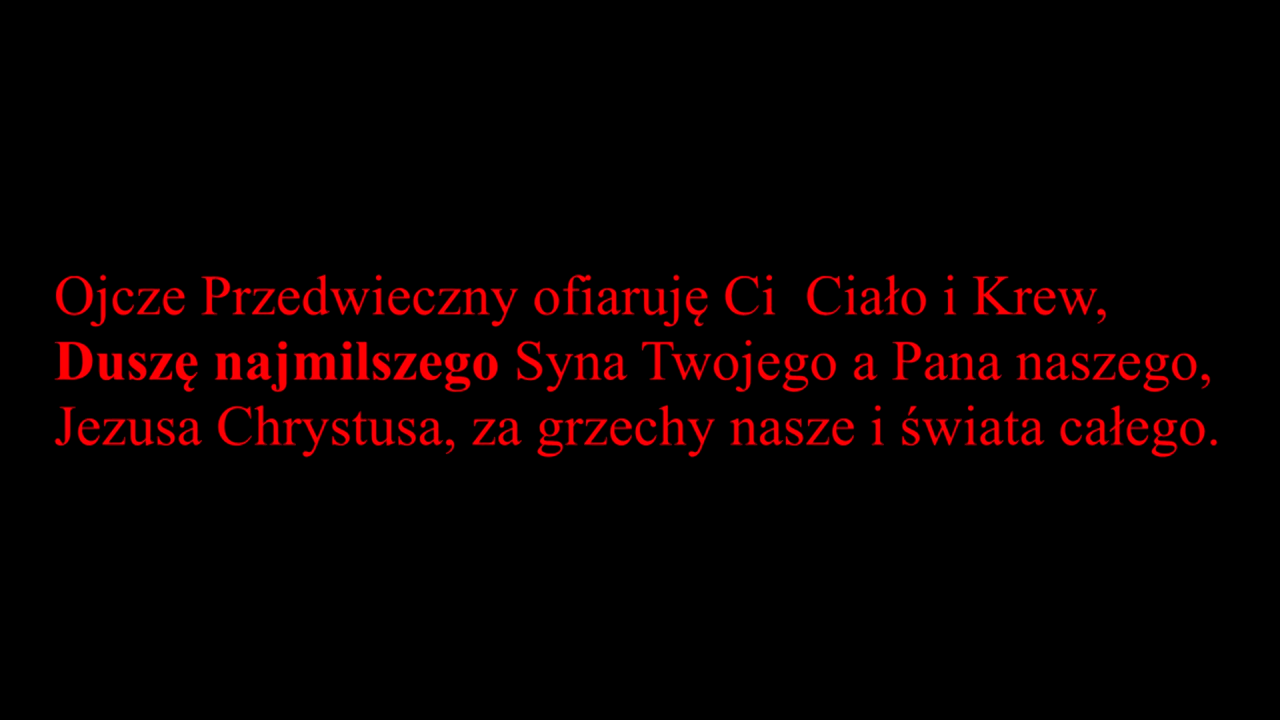 Ojcze Przedwieczny ofiaruję Ci  Ciało i Krew,
Duszę najmilszego Syna Twojego a Pana naszego,
Jezusa Chrystusa, za grzechy nasze i świata całego.